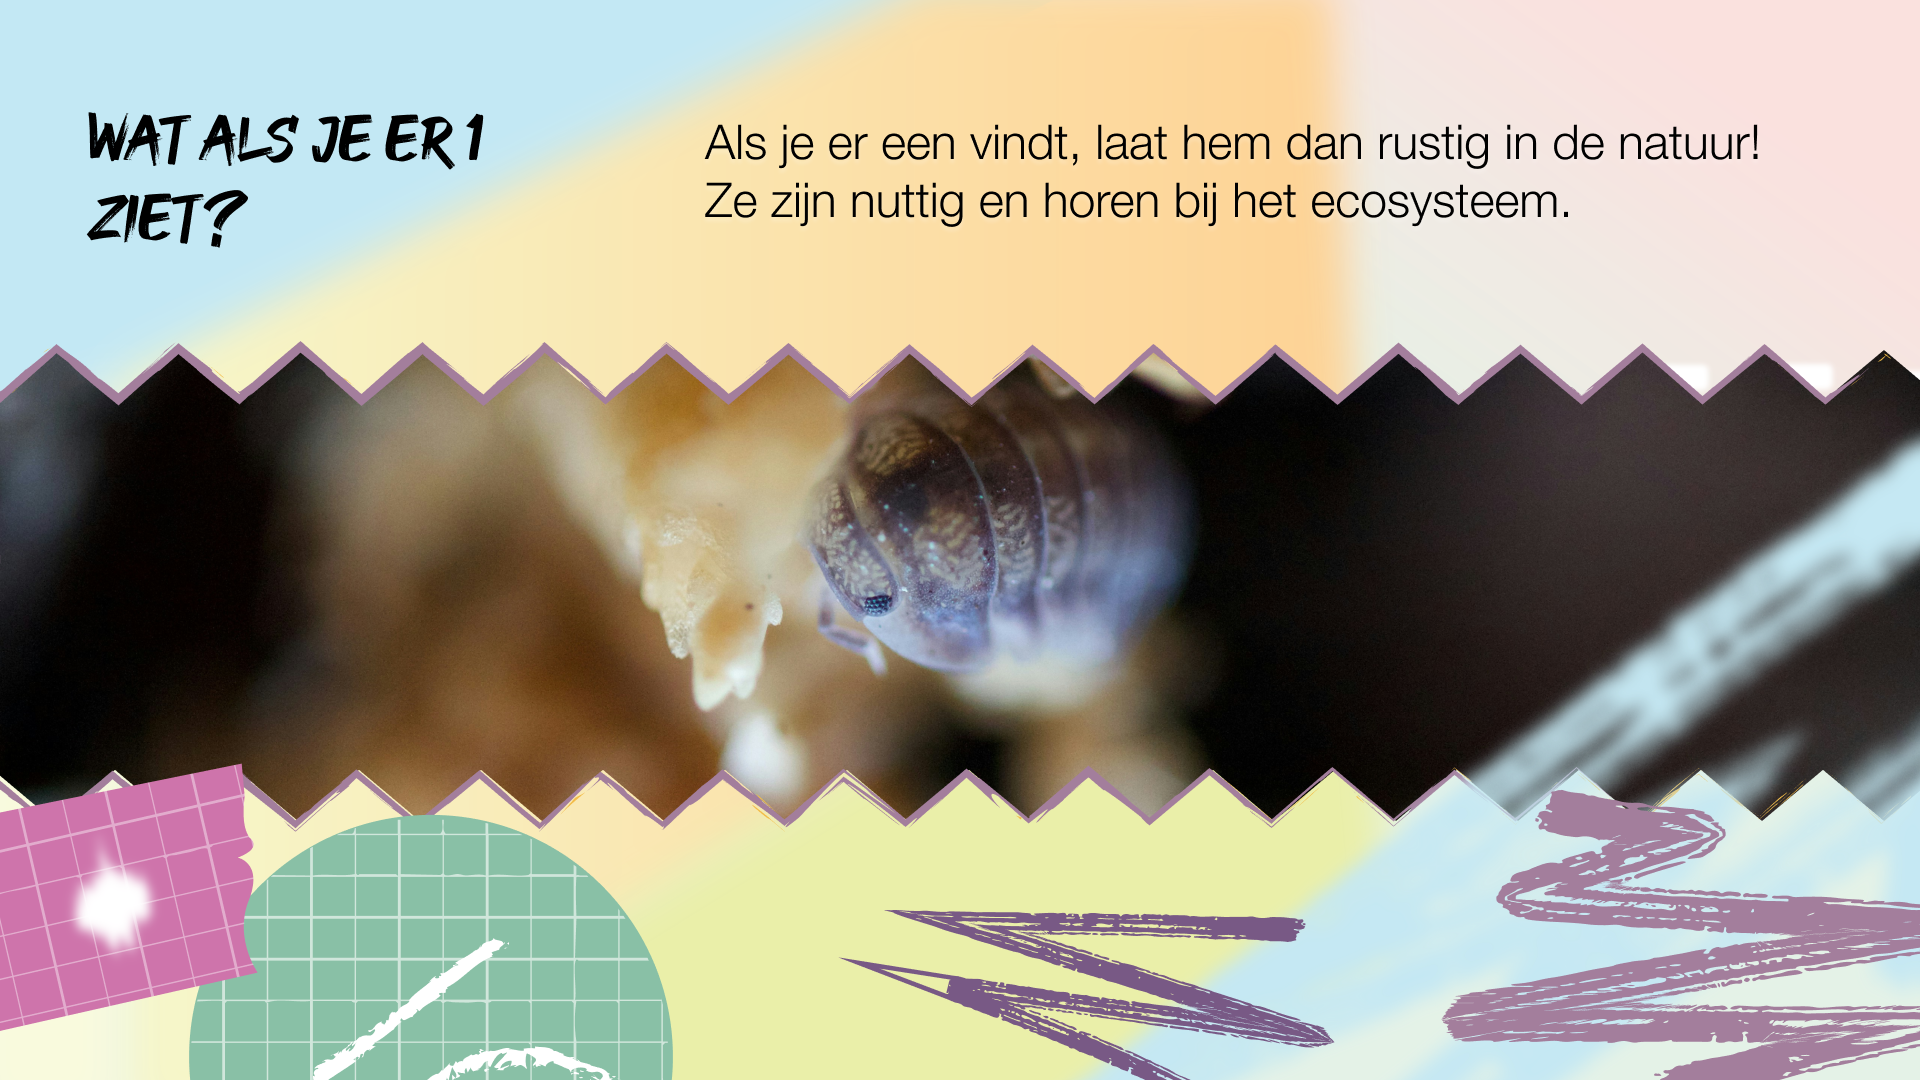 WAT ALS JE ER 1
ZIET?
Als je er een vindt, laat hem dan rustig in de natuur!
Ze zijn nuttig en horen bij het ecosysteem.